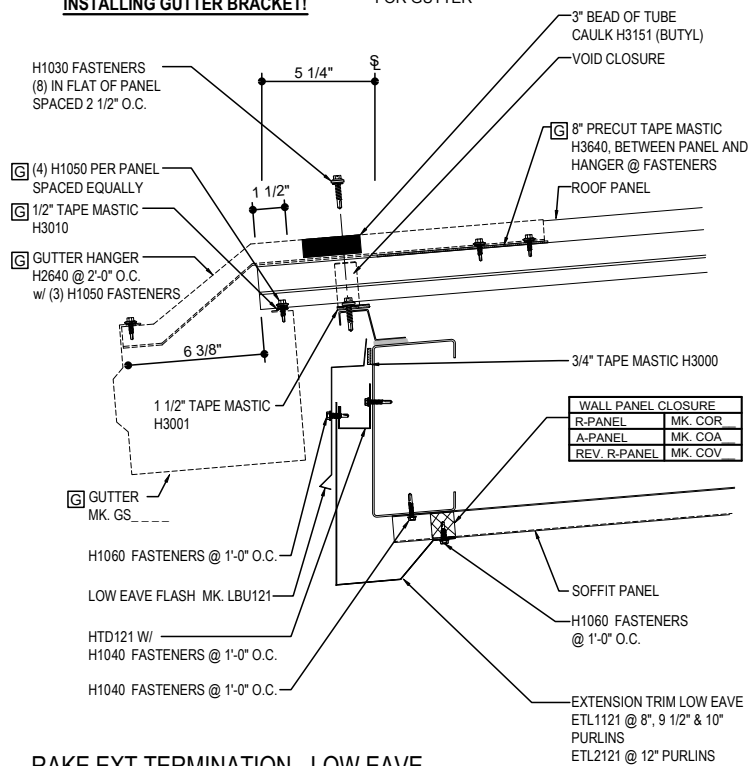 INSTALLING GUTTER BRACKET!
FOR GUTTER
3" BEAD OF TUBE
CAULK H3151 (BUTYL)
VOID CLOSURE
H1030 FASTENERS
(8) IN FLAT OF PANEL
SPACED 2 1/2" O.C.
5 1/4"
G 8" PRECUT TAPE MASTIC
H3640, BETWEEN PANEL AND
HANGER @ FASTENERS
ROOF PANEL
G (4) H1050 PER PANEL
SPACED EQUALLY
1 1/2"
G 1/2" TAPE MASTIC
H3010
G GUTTER HANGER
H2640 @ 2'-0" O.C.
w/ (3) H1050 FASTENERS
6 3/8"
3/4" TAPE MASTIC H3000
1 1/2" TAPE MASTIC
H3001
WALL PANEL CLOSURE
R-PANEL MK. COR__
A-PANEL MK. COA__
REV. R-PANEL MK. COV__
G GUTTER
MK. GS____
H1060 FASTENERS @ 1'-0" O.C.
LOW EAVE FLASH MK. LBU121
SOFFIT PANEL
H1060 FASTENERS
@ 1'-0" O.C.
HTD121 W/
H1040 FASTENERS @ 1'-0" O.C.
H1040 FASTENERS @ 1'-0" O.C.
EXTENSION TRIM LOW EAVE
ETL1121 @ 8", 9 1/2" & 10"
PURLINS
ETL2121 @ 12" PURLINS
RAKE EXT TERMINATION - LOW EAVE